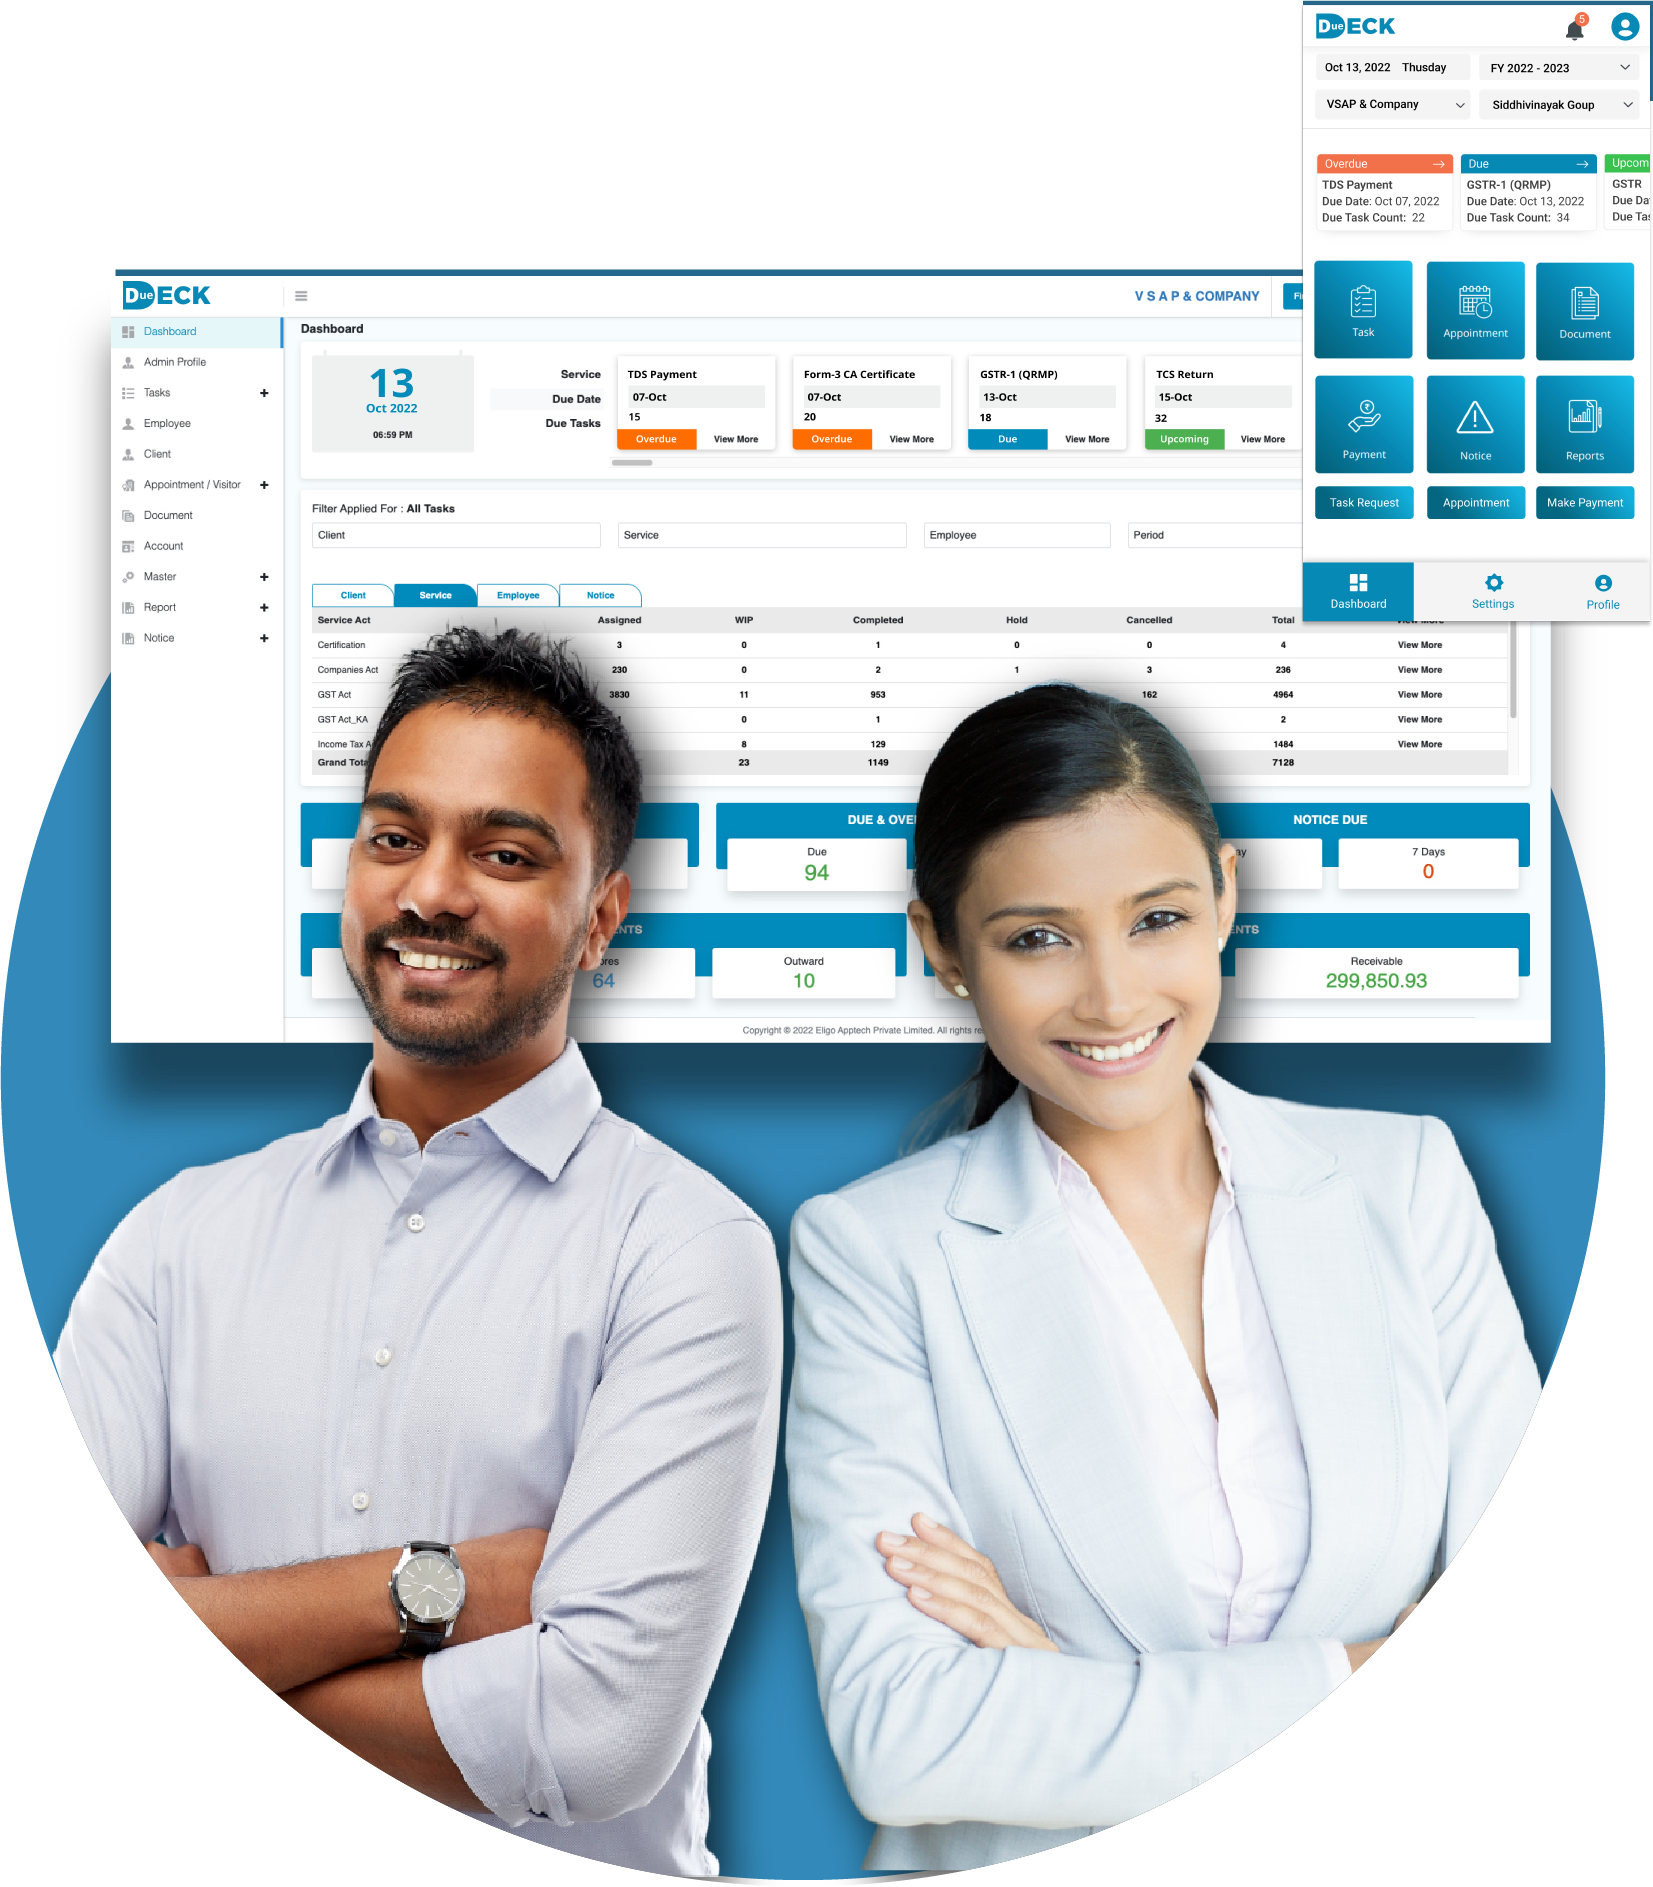 DueECK
5
Oct 13, 2022 Thusday
FY 2022 - 2023
VSAP & Company
Siddhivinayak Goup
Overdue
TDS Payment
Due Date: Oct 07, 2022
Due Task Count: 22
Due
GSTR-1 (QRMP)
Due Date: Oct 13, 2022
Due Task Count: 34
GSTR
Due
Due
Task
Appointment
Document
Payment
Notice
Reports
Task Request
Appointment
Make Payment
Dashboard
Settings
Profile
DueECK
V S A P & COMPANY
Dashboard
Admin Profile
Tasks
Employee
Client
Appointment / Visitor
Document
Account
Master
Report
Notice
Dashboard
13
Oct 2022
06:59 PM
Service
Due Date
Due Tasks
TDS Payment
07-Oct
15
Overdue View More
Form-3 CA Certificate
07-Oct
20
Overdue View More
GSTR-1 (QRMP)
13-Oct
18
Due View More
TCS Return
15-Oct
32
Upcoming View More
Filter Applied For : All Tasks
Client Service Employee Period
Client Service Employee Notice
Service Act Assigned WIP Completed Hold Cancelled Total View More
Certification 3 0 1 0 0 4 View More
Companies Act 230 0 2 1 3 236 View More
GST Act 3830 11 953 162 4964 View More
GST Act_KA 0 1 2 View More
Income Tax 8 129 1484 View More
Grand 23 1149 7128
DUE &
Due
94
NOTICE DUE
7 Days
0
64
Outward
10
Receivable
299,850.93
Copyright © 2022 Eligo Apptech Private Limited. All rights